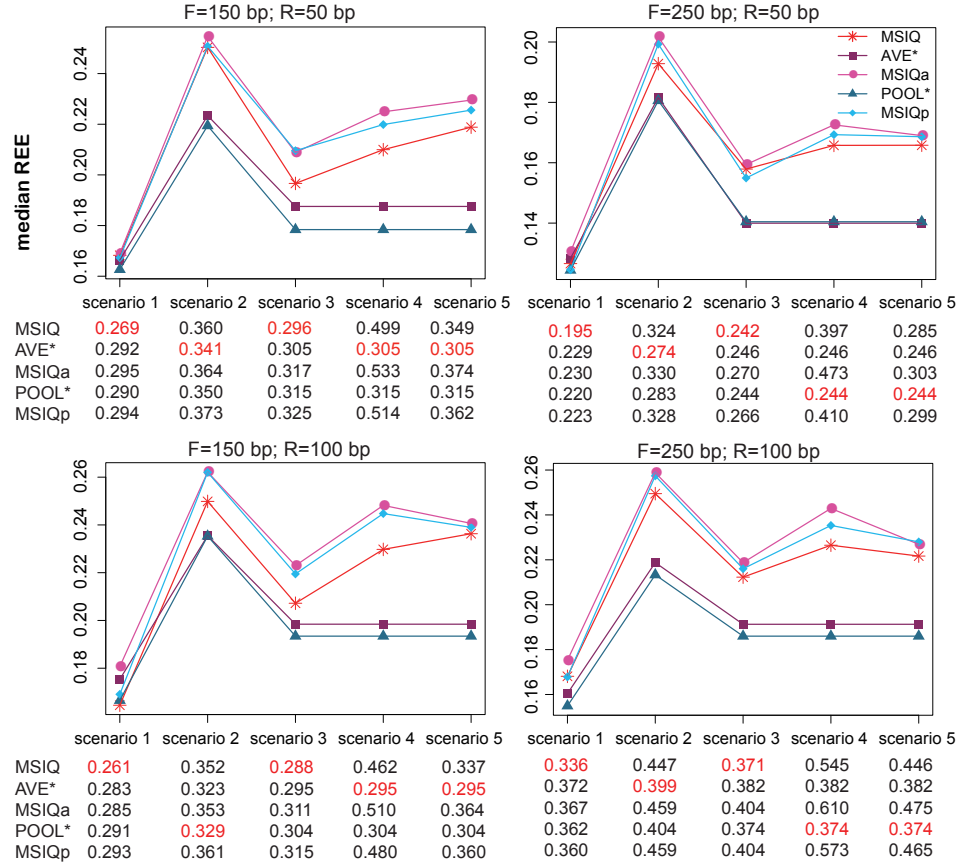 F=150 bp; R=50 bp
F=250 bp; R=50 bp
median REE
0.24
0.22
0.20
0.18
0.16
0.20
0.18
0.16
0.14
MSIQ
AVE*
MSIQa
POOL*
MSIQp
scenario 1 scenario 2 scenario 3 scenario 4 scenario 5
MSIQ 0.269 0.360 0.296 0.499 0.349
AVE* 0.292 0.341 0.305 0.305 0.305
MSIQa 0.295 0.364 0.317 0.533 0.374
POOL* 0.290 0.350 0.315 0.315 0.315
MSIQp 0.294 0.373 0.325 0.514 0.362
scenario 1 scenario 2 scenario 3 scenario 4 scenario 5
0.195 0.324 0.242 0.397 0.285
0.229 0.274 0.246 0.246 0.246
0.230 0.330 0.270 0.473 0.303
0.220 0.283 0.244 0.244 0.244
0.223 0.328 0.266 0.410 0.299
F=150 bp; R=100 bp
F=250 bp; R=100 bp
0.26
0.24
0.22
0.20
0.18
0.26
0.24
0.22
0.20
0.18
0.16
scenario 1 scenario 2 scenario 3 scenario 4 scenario 5
MSIQ 0.261 0.352 0.288 0.462 0.337
AVE* 0.283 0.323 0.295 0.295 0.295
MSIQa 0.285 0.353 0.311 0.510 0.364
POOL* 0.291 0.329 0.304 0.304 0.304
MSIQp 0.293 0.361 0.315 0.480 0.360
scenario 1 scenario 2 scenario 3 scenario 4 scenario 5
0.336 0.447 0.371 0.545 0.446
0.372 0.399 0.382 0.382 0.382
0.367 0.459 0.404 0.610 0.475
0.362 0.404 0.374 0.374 0.374
0.360 0.459 0.404 0.573 0.465